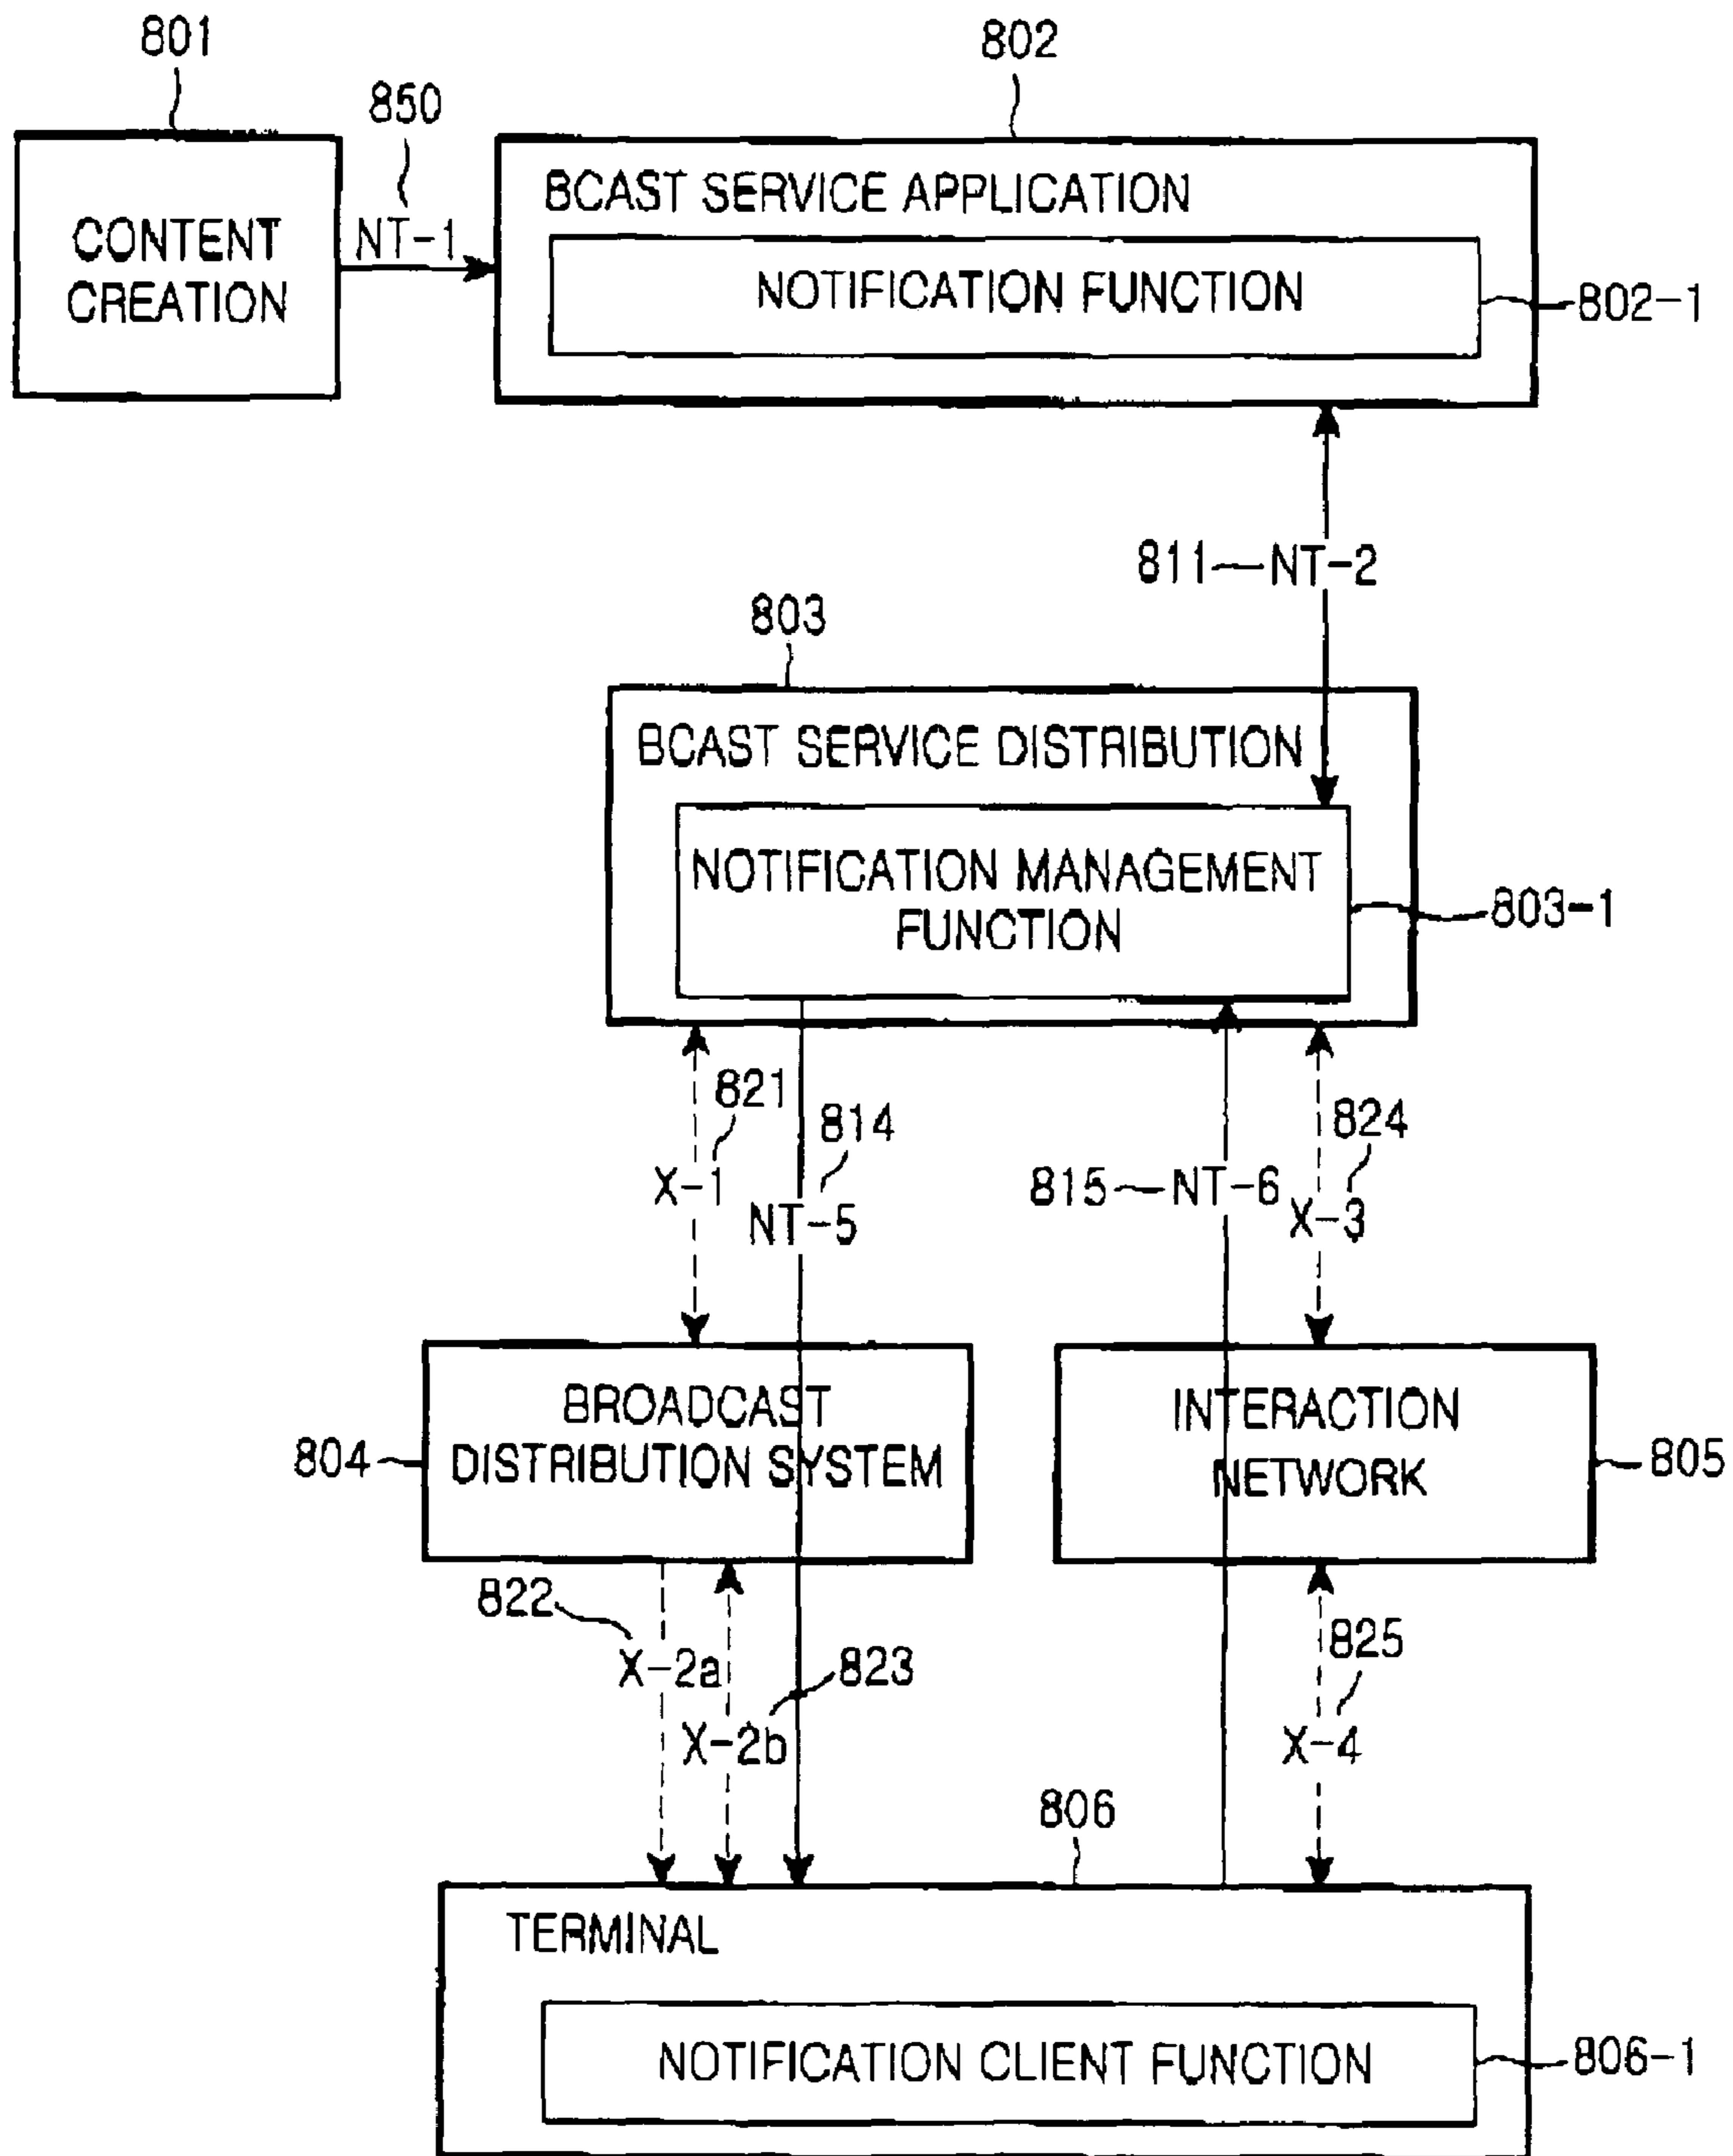 801
802
850
BCAST SERVICE APPLICATION
CONTENT
CREATION
NT-1
NOTIFICATION FUNCTION
802-1
811
NT-2
803
BCAST SERVICE DISTRIBUTION
NOTIFICATION MANAGEMENT
FUNCTION
803-1
821
814
824
X-1
815
NT-6
NT-5
X-3
BROADCAST
DISTRIBUTION SYSTEM
804
INTERACTION
NETWORK
805
822
X-2a
823
825
X-2b
X-4
806
TERMINAL
NOTIFICATION CLIENT FUNCTION
806-1